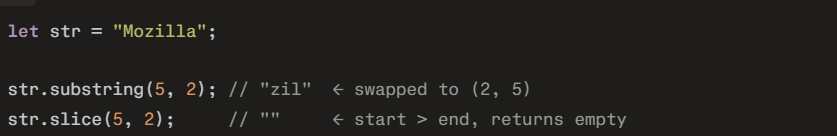 let str = "Mozilla";
str.substring(5, 2); // "zil"  ← swapped to (2, 5)
str.slice(5, 2);     // ""     ← start > end, returns empty